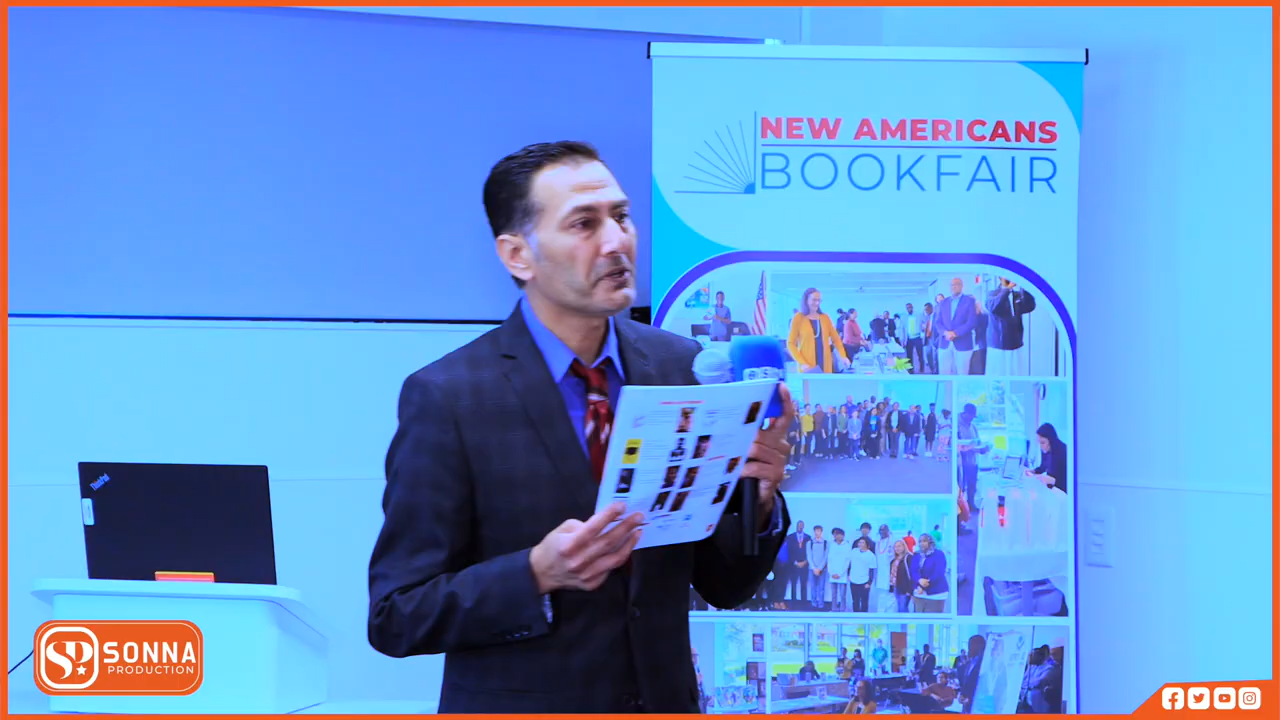 NEW AMERICANS
BOOKFAIR
ThinkPad
SONNA
PRODUCTION